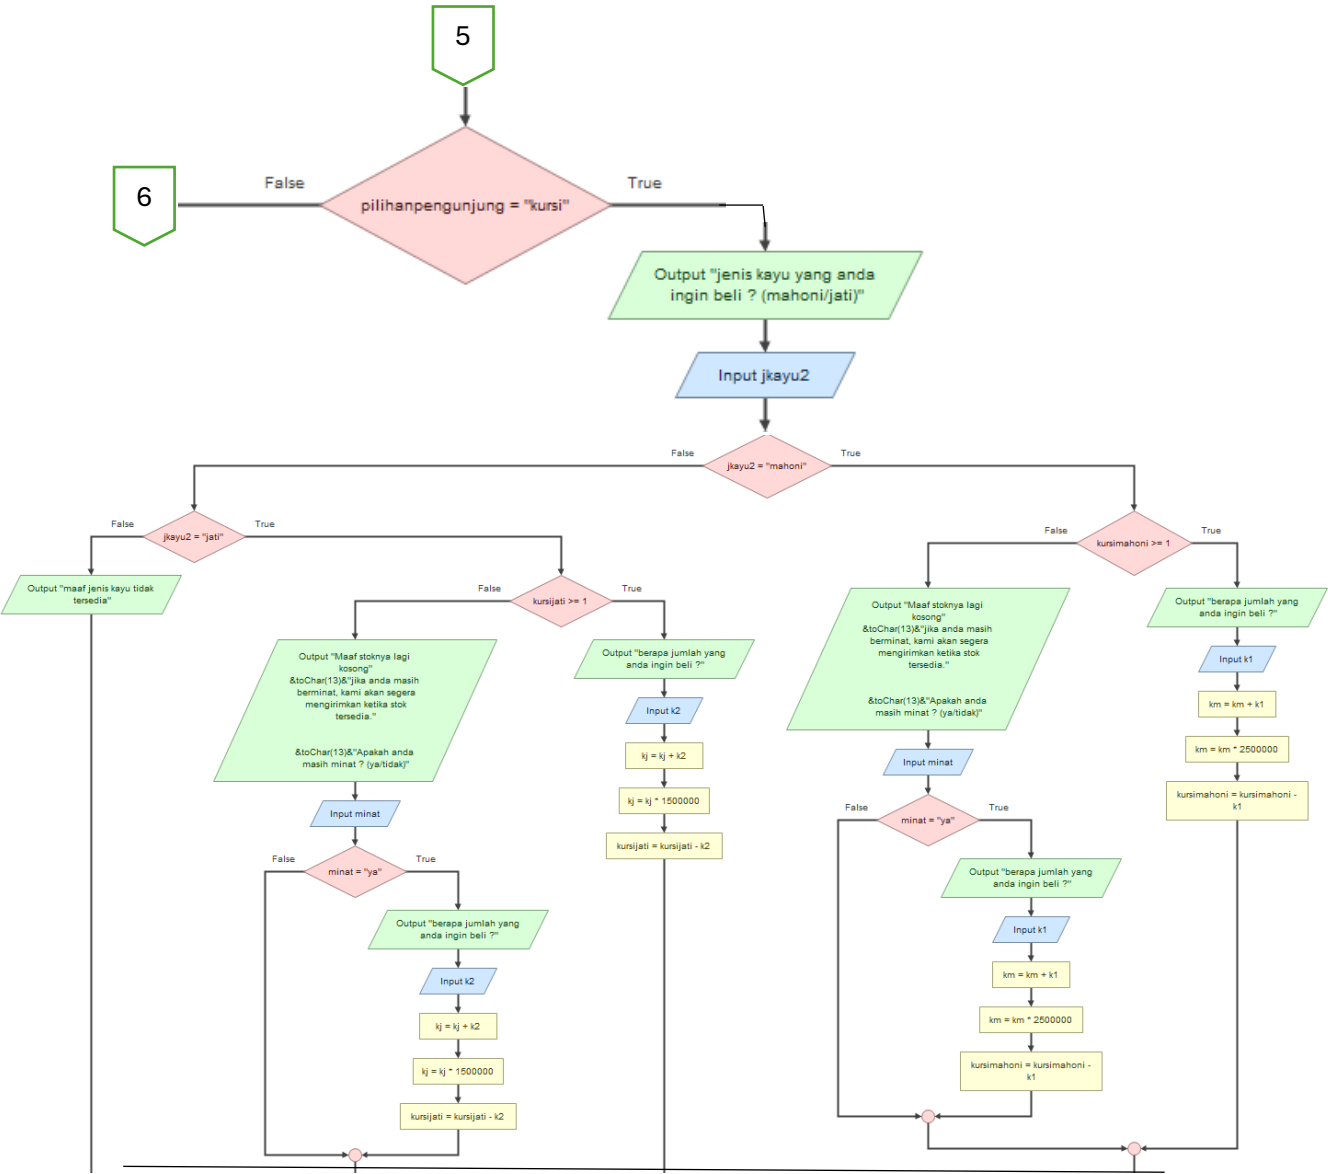 5
False
True
6
pilihanpengunjung = "kursi"
Output "jenis kayu yang anda
ingin beli ? (mahoni/jati)"
Input jkayu2
False
True
jkayu2 = "mahoni"
False
True
jkayu2 = "jati"
Output "maaf jenis kayu tidak
tersedia"
False
True
kursijati >= 1
Output "Maaf stoknya lagi
kosong"
&toChar(13)&"jika anda masih
berminat, kami akan segera
mengirimkan ketika stok
tersedia."
&toChar(13)&"Apakah anda
masih minat ? (ya/tidak)"
Input minat
False
True
minat = "ya"
Output "berapa jumlah yang
anda ingin beli ?"
Input k2
kj = kj + k2
kj = kj * 1500000
kursijati = kursijati - k2
Output "berapa jumlah yang
anda ingin beli ?"
Input k2
kj = kj + k2
kj = kj * 1500000
kursijati = kursijati - k2
False
True
kursimahoni >= 1
Output "Maaf stoknya lagi
kosong"
&toChar(13)&"jika anda masih
berminat, kami akan segera
mengirimkan ketika stok
tersedia."
&toChar(13)&"Apakah anda
masih minat ? (ya/tidak)"
Input minat
False
True
minat = "ya"
Output "berapa jumlah yang
anda ingin beli ?"
Input k1
km = km + k1
km = km * 2500000
kursimahoni = kursimahoni -
k1
Output "berapa jumlah yang
anda ingin beli ?"
Input k1
km = km + k1
km = km * 2500000
kursimahoni = kursimahoni -
k1